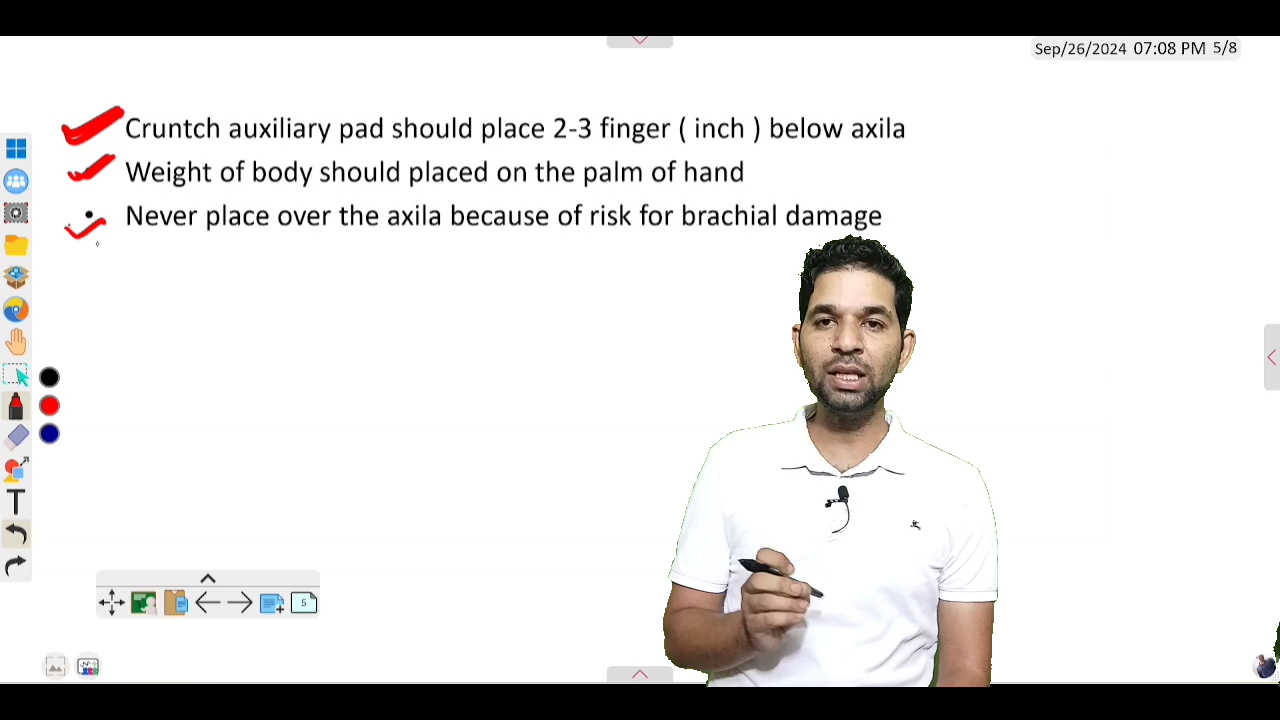 Sep/26/2024 07:08 PM 5/8
Cruntch auxiliary pad should place 2-3 finger ( inch ) below axila
Weight of body should placed on the palm of hand
Never place over the axila because of risk for brachial damage
T
5